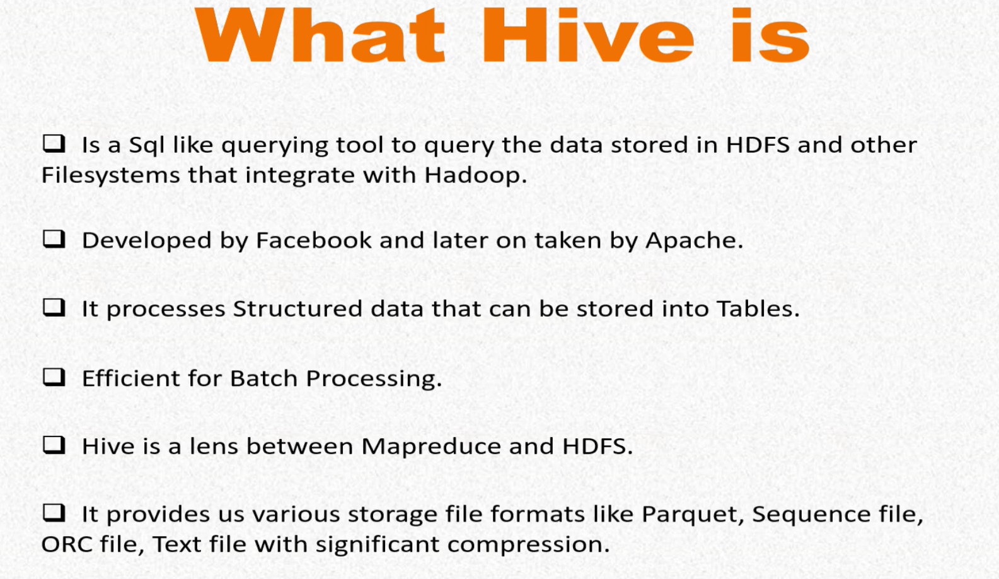 What Hive is
❑ Is a Sql like querying tool to query the data stored in HDFS and other
Filesystems that integrate with Hadoop.
❑ Developed by Facebook and later on taken by Apache.
❑ It processes Structured data that can be stored into Tables.
❑ Efficient for Batch Processing.
❑ Hive is a lens between Mapreduce and HDFS.
❑ It provides us various storage file formats like Parquet, Sequence file,
ORC file, Text file with significant compression.